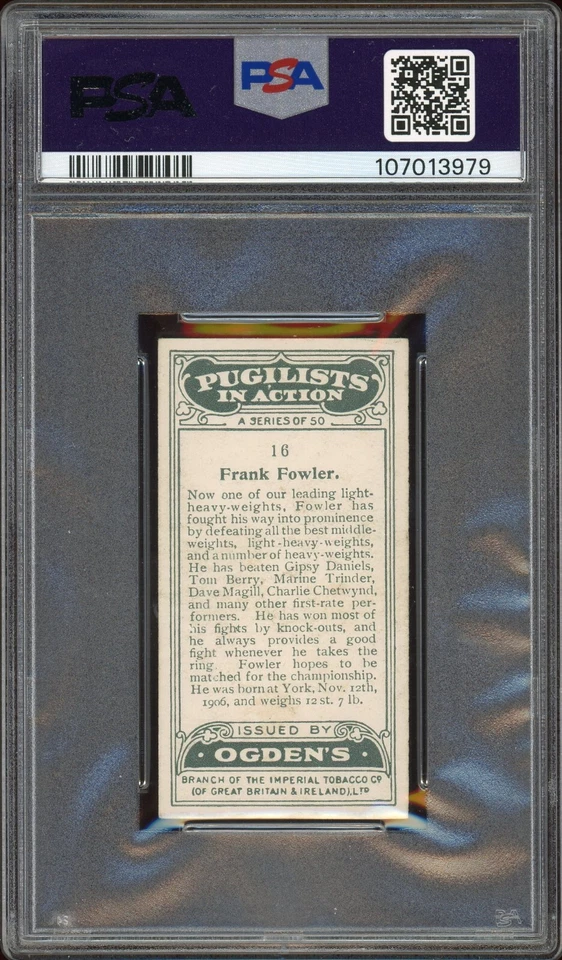 PSA
PSA
107013979
PUGILISTS
IN ACTION
A SERIES OF 50
16
Frank Fowler.
Now one of our leading light-
heavy-weights, Fowler has
fought his way into prominence
by defeating all the best middle-
weights, light-heavy-weights,
and a number of heavy-weights.
He has beaten Gipsy Daniels,
Tom Berry, Marine Trinder,
Dave Magill, Charlie Chetwynd,
and many other first-rate per-
formers. He has won most of
his fights by knock-outs, and
he always provides a good
fight whenever he takes the
ring. Fowler hopes to be
matched for the championship.
He was born at York, Nov. 12th,
1906, and weighs 12 st. 7 lb.
ISSUED BY
· OGDEN'S ·
BRANCH OF THE IMPERIAL TOBACCO CO
(OF GREAT BRITAIN & IRELAND), LTD